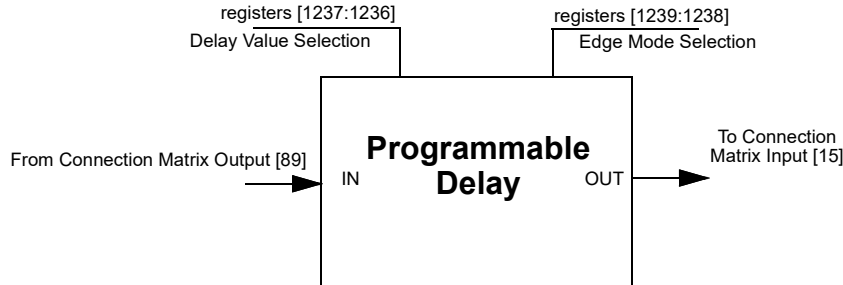 registers [1237:1236]
Delay Value Selection
registers [1239:1238]
Edge Mode Selection
From Connection Matrix Output [89]
IN
Programmable
Delay
OUT
To Connection
Matrix Input [15]